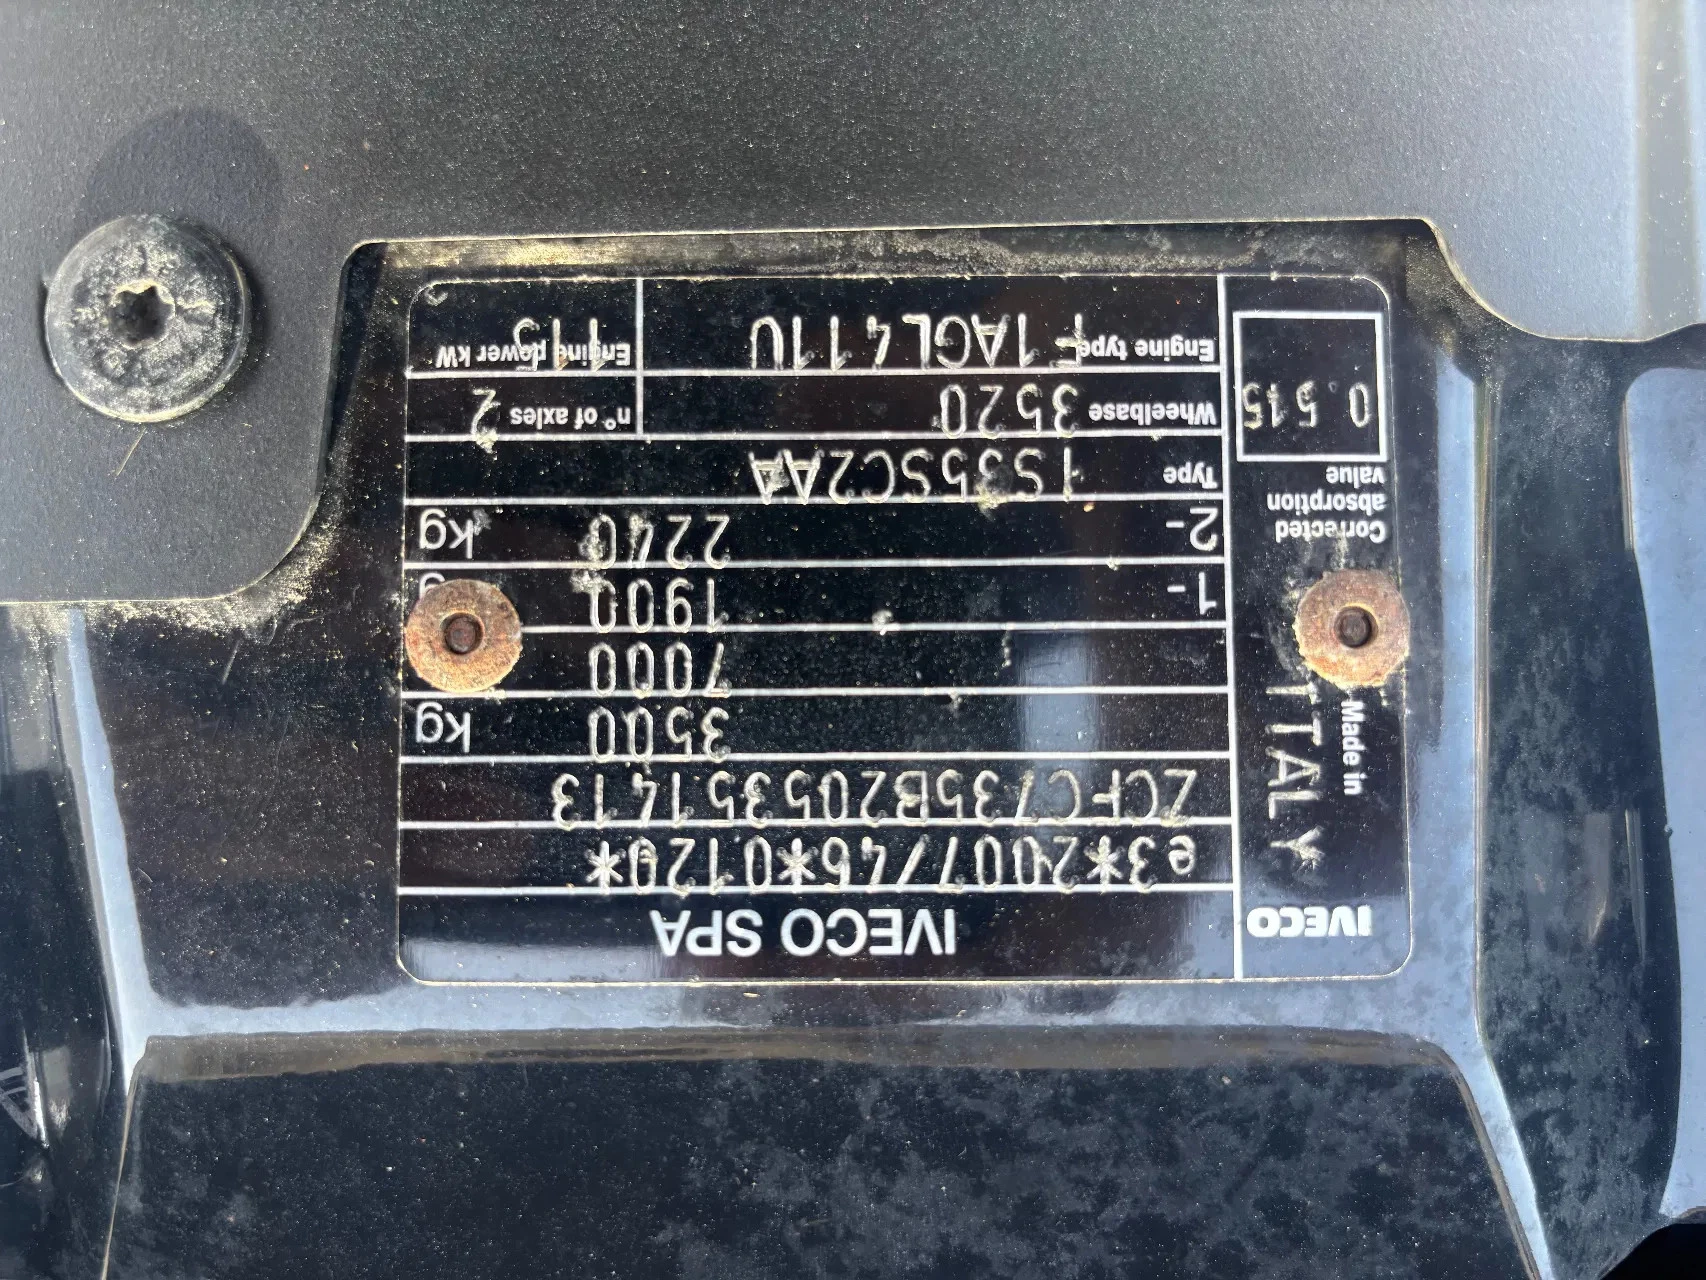 IVECO
IVECO SPA
e3*2007/46*0120*
ZCFC735B205351413
3500 kg
7000
1900
1-
2240 kg
2-
Type 1S35SC2AA
Wheelbase 3520
n° of axles 2
Engine type F1AGL411U
Engine power kW 115
Made in
ITALY
Corrected
absorption
value
0.515